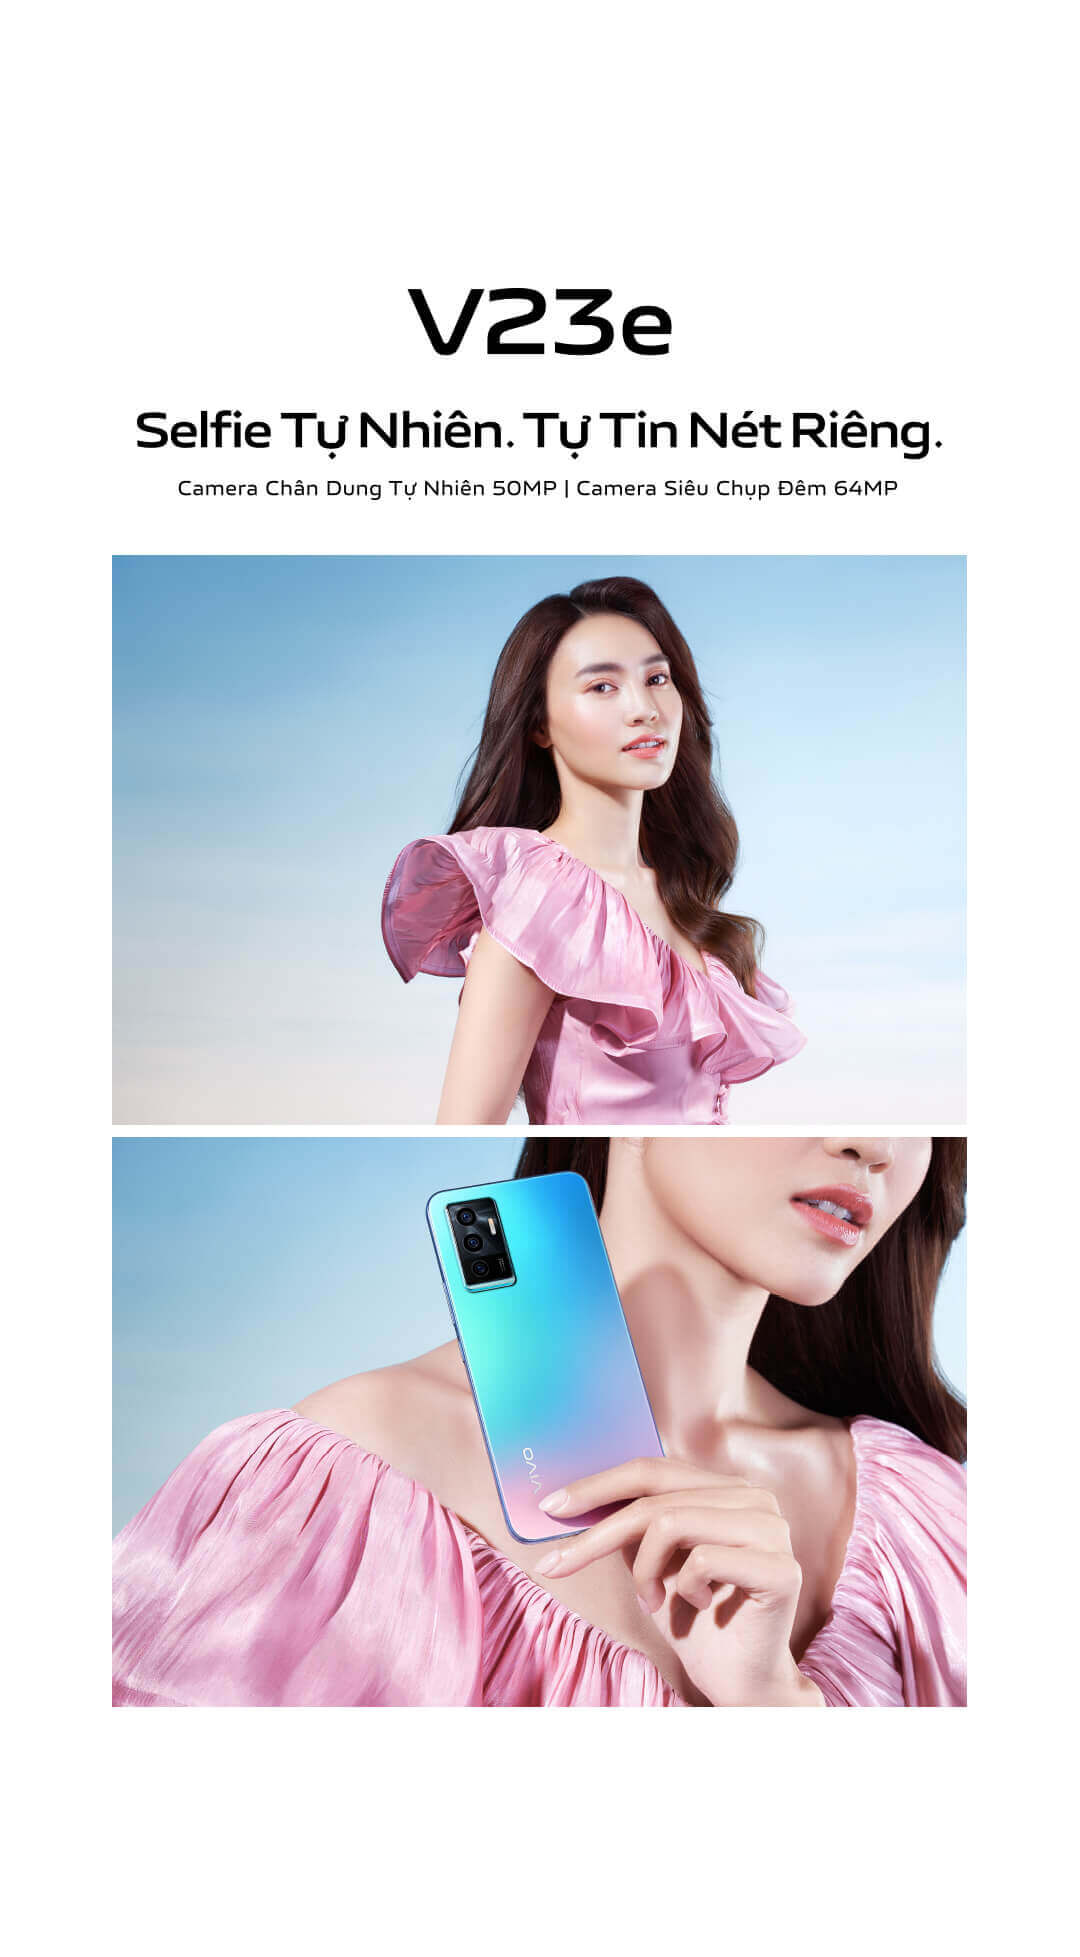 V23e
Selfie Tự Nhiên. Tự Tin Nét Riêng.
Camera Chân Dung Tự Nhiên 50MP | Camera Siêu Chụp Đêm 64MP
vivo